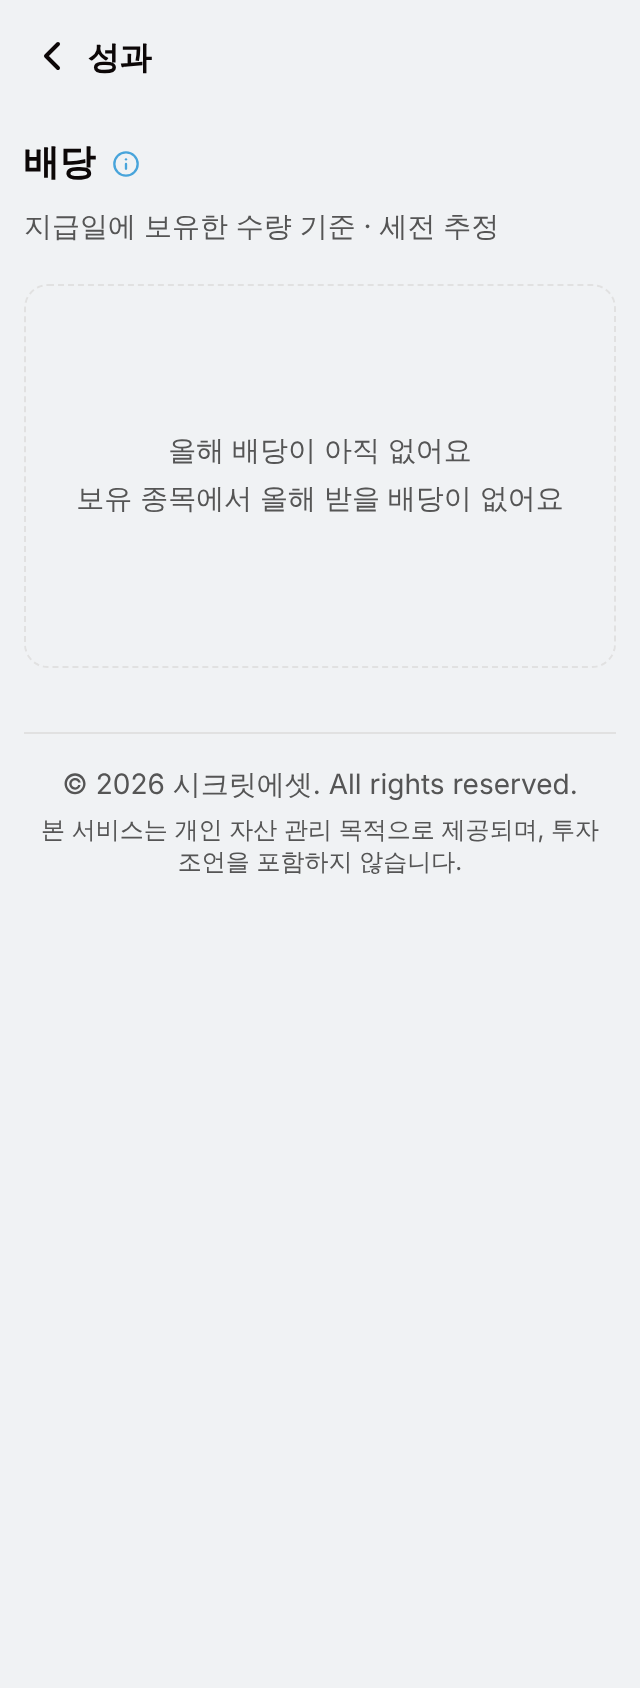 성과
배당
지급일에 보유한 수량 기준 · 세전 추정
올해 배당이 아직 없어요
보유 종목에서 올해 받을 배당이 없어요
© 2026 시크릿에셋. All rights reserved.
본 서비스는 개인 자산 관리 목적으로 제공되며, 투자
조언을 포함하지 않습니다.